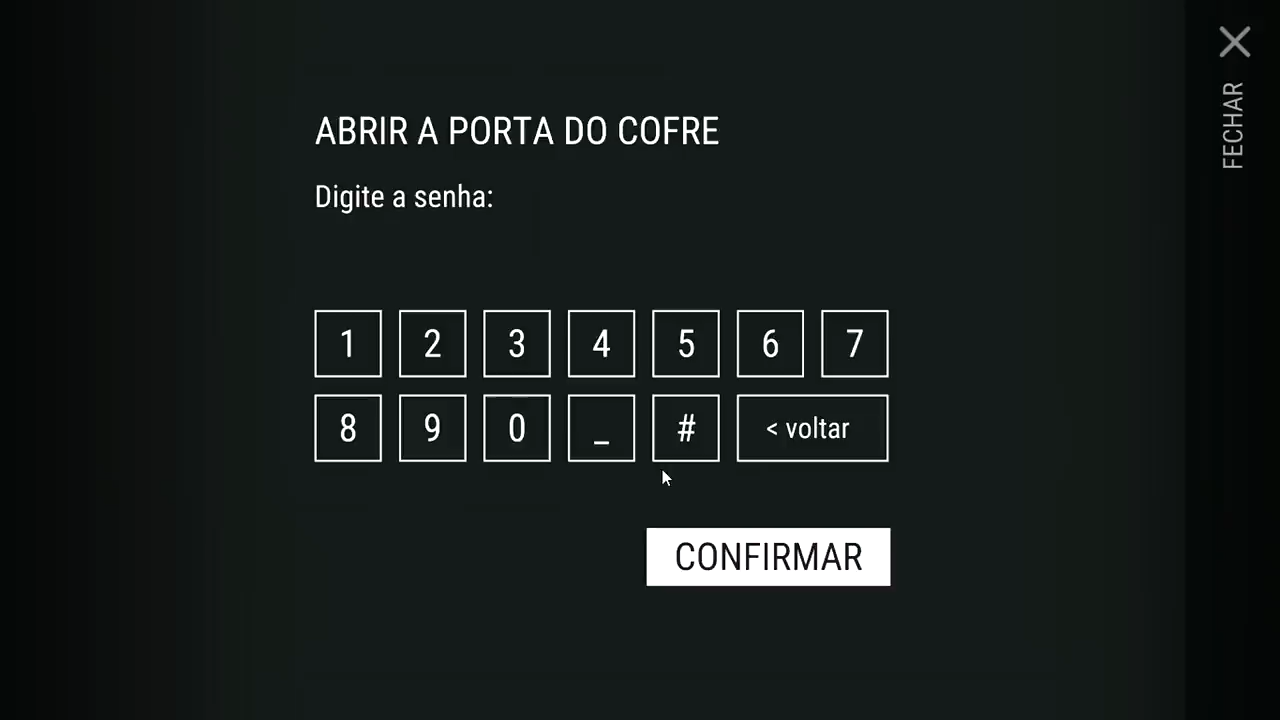 ABRIR A PORTA DO COFRE
Digite a senha:
1 2 3 4 5 6 7
8 9 0 _ # < voltar
CONFIRMAR
FECHAR